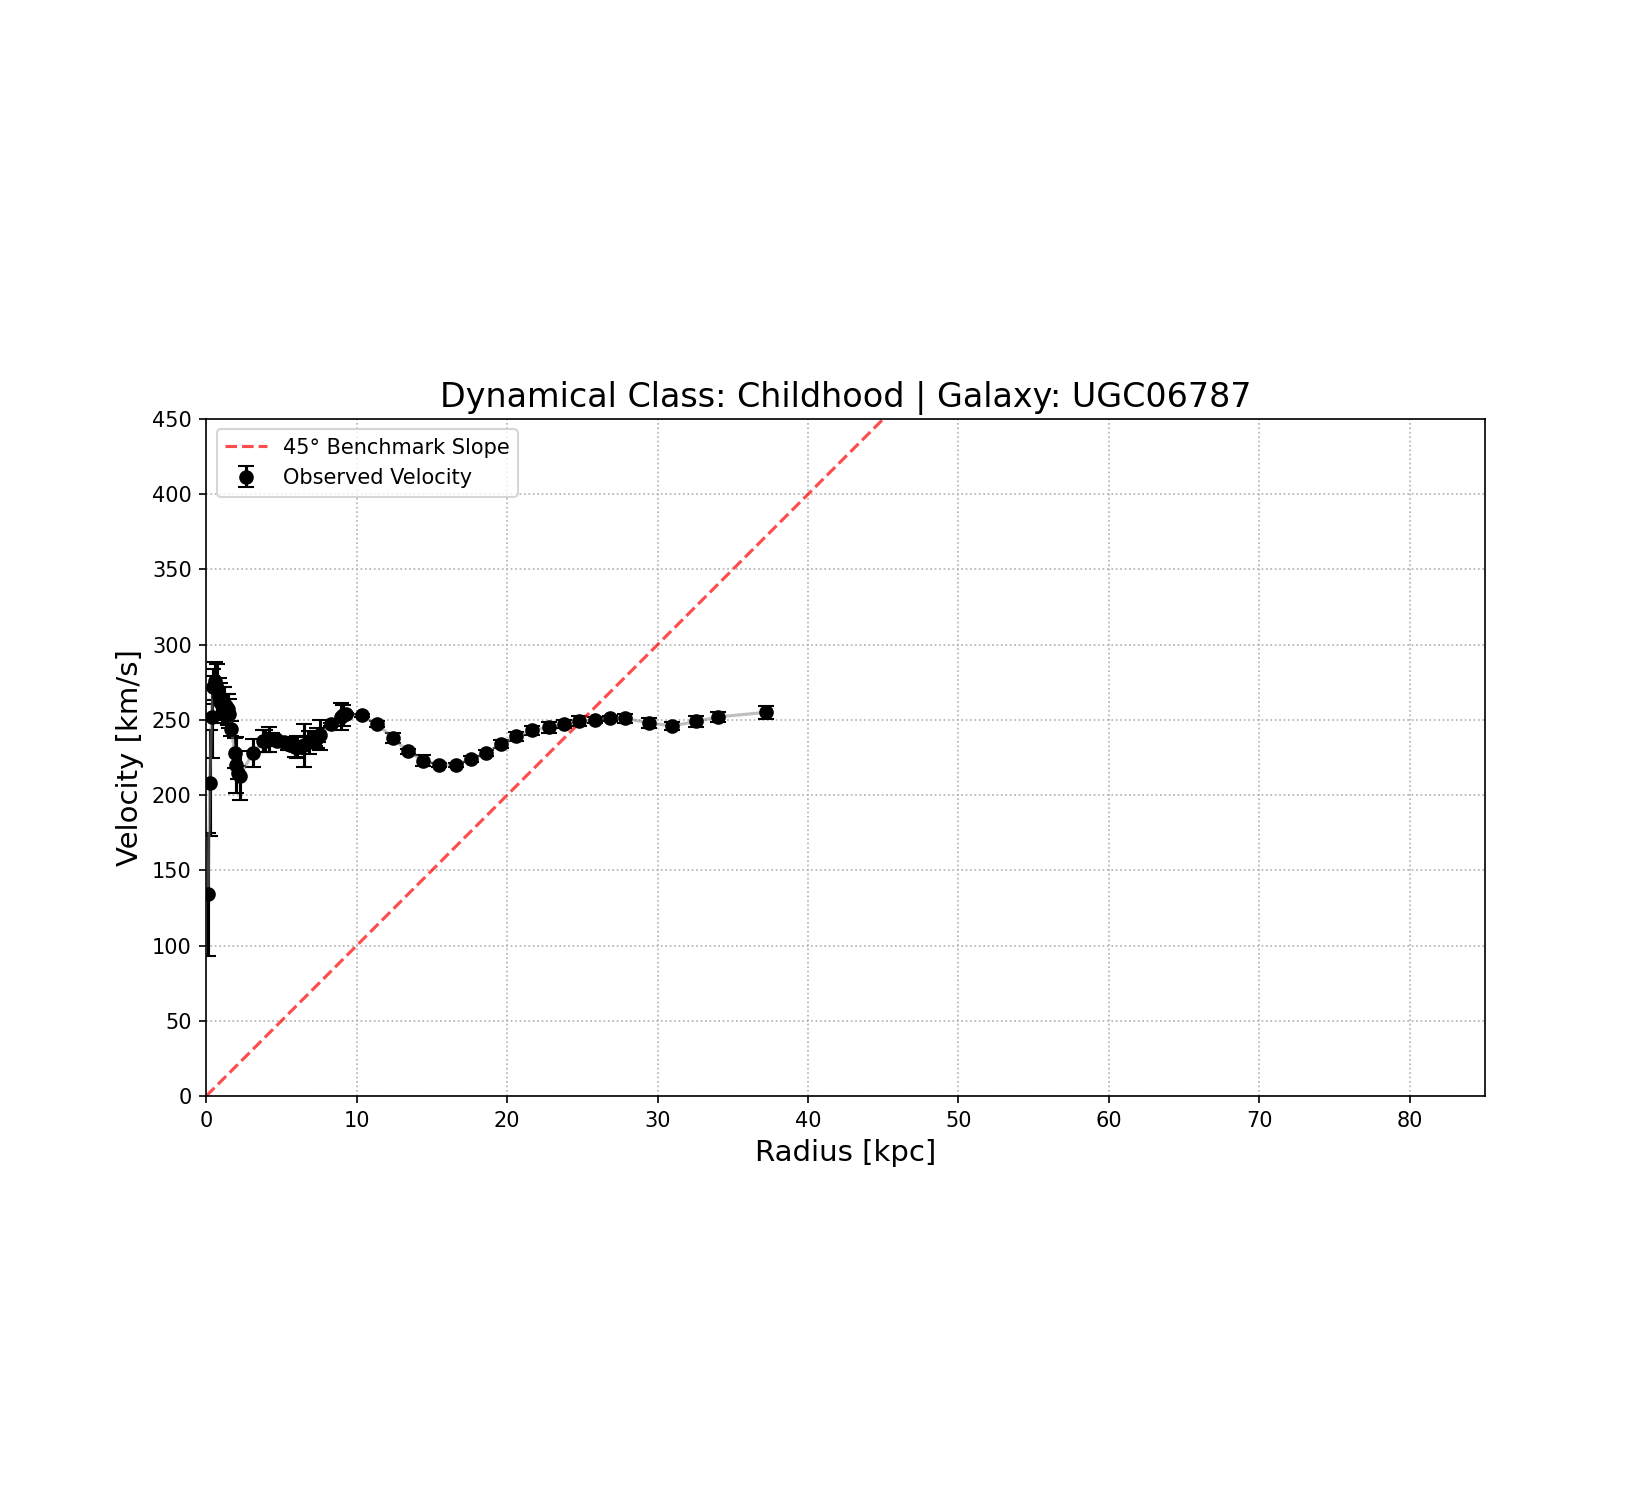 Dynamical Class: Childhood | Galaxy: UGC06787
45° Benchmark Slope
Observed Velocity
Velocity [km/s]
450
400
350
300
250
200
150
100
50
0
0 10 20 30 40 50 60 70 80
Radius [kpc]